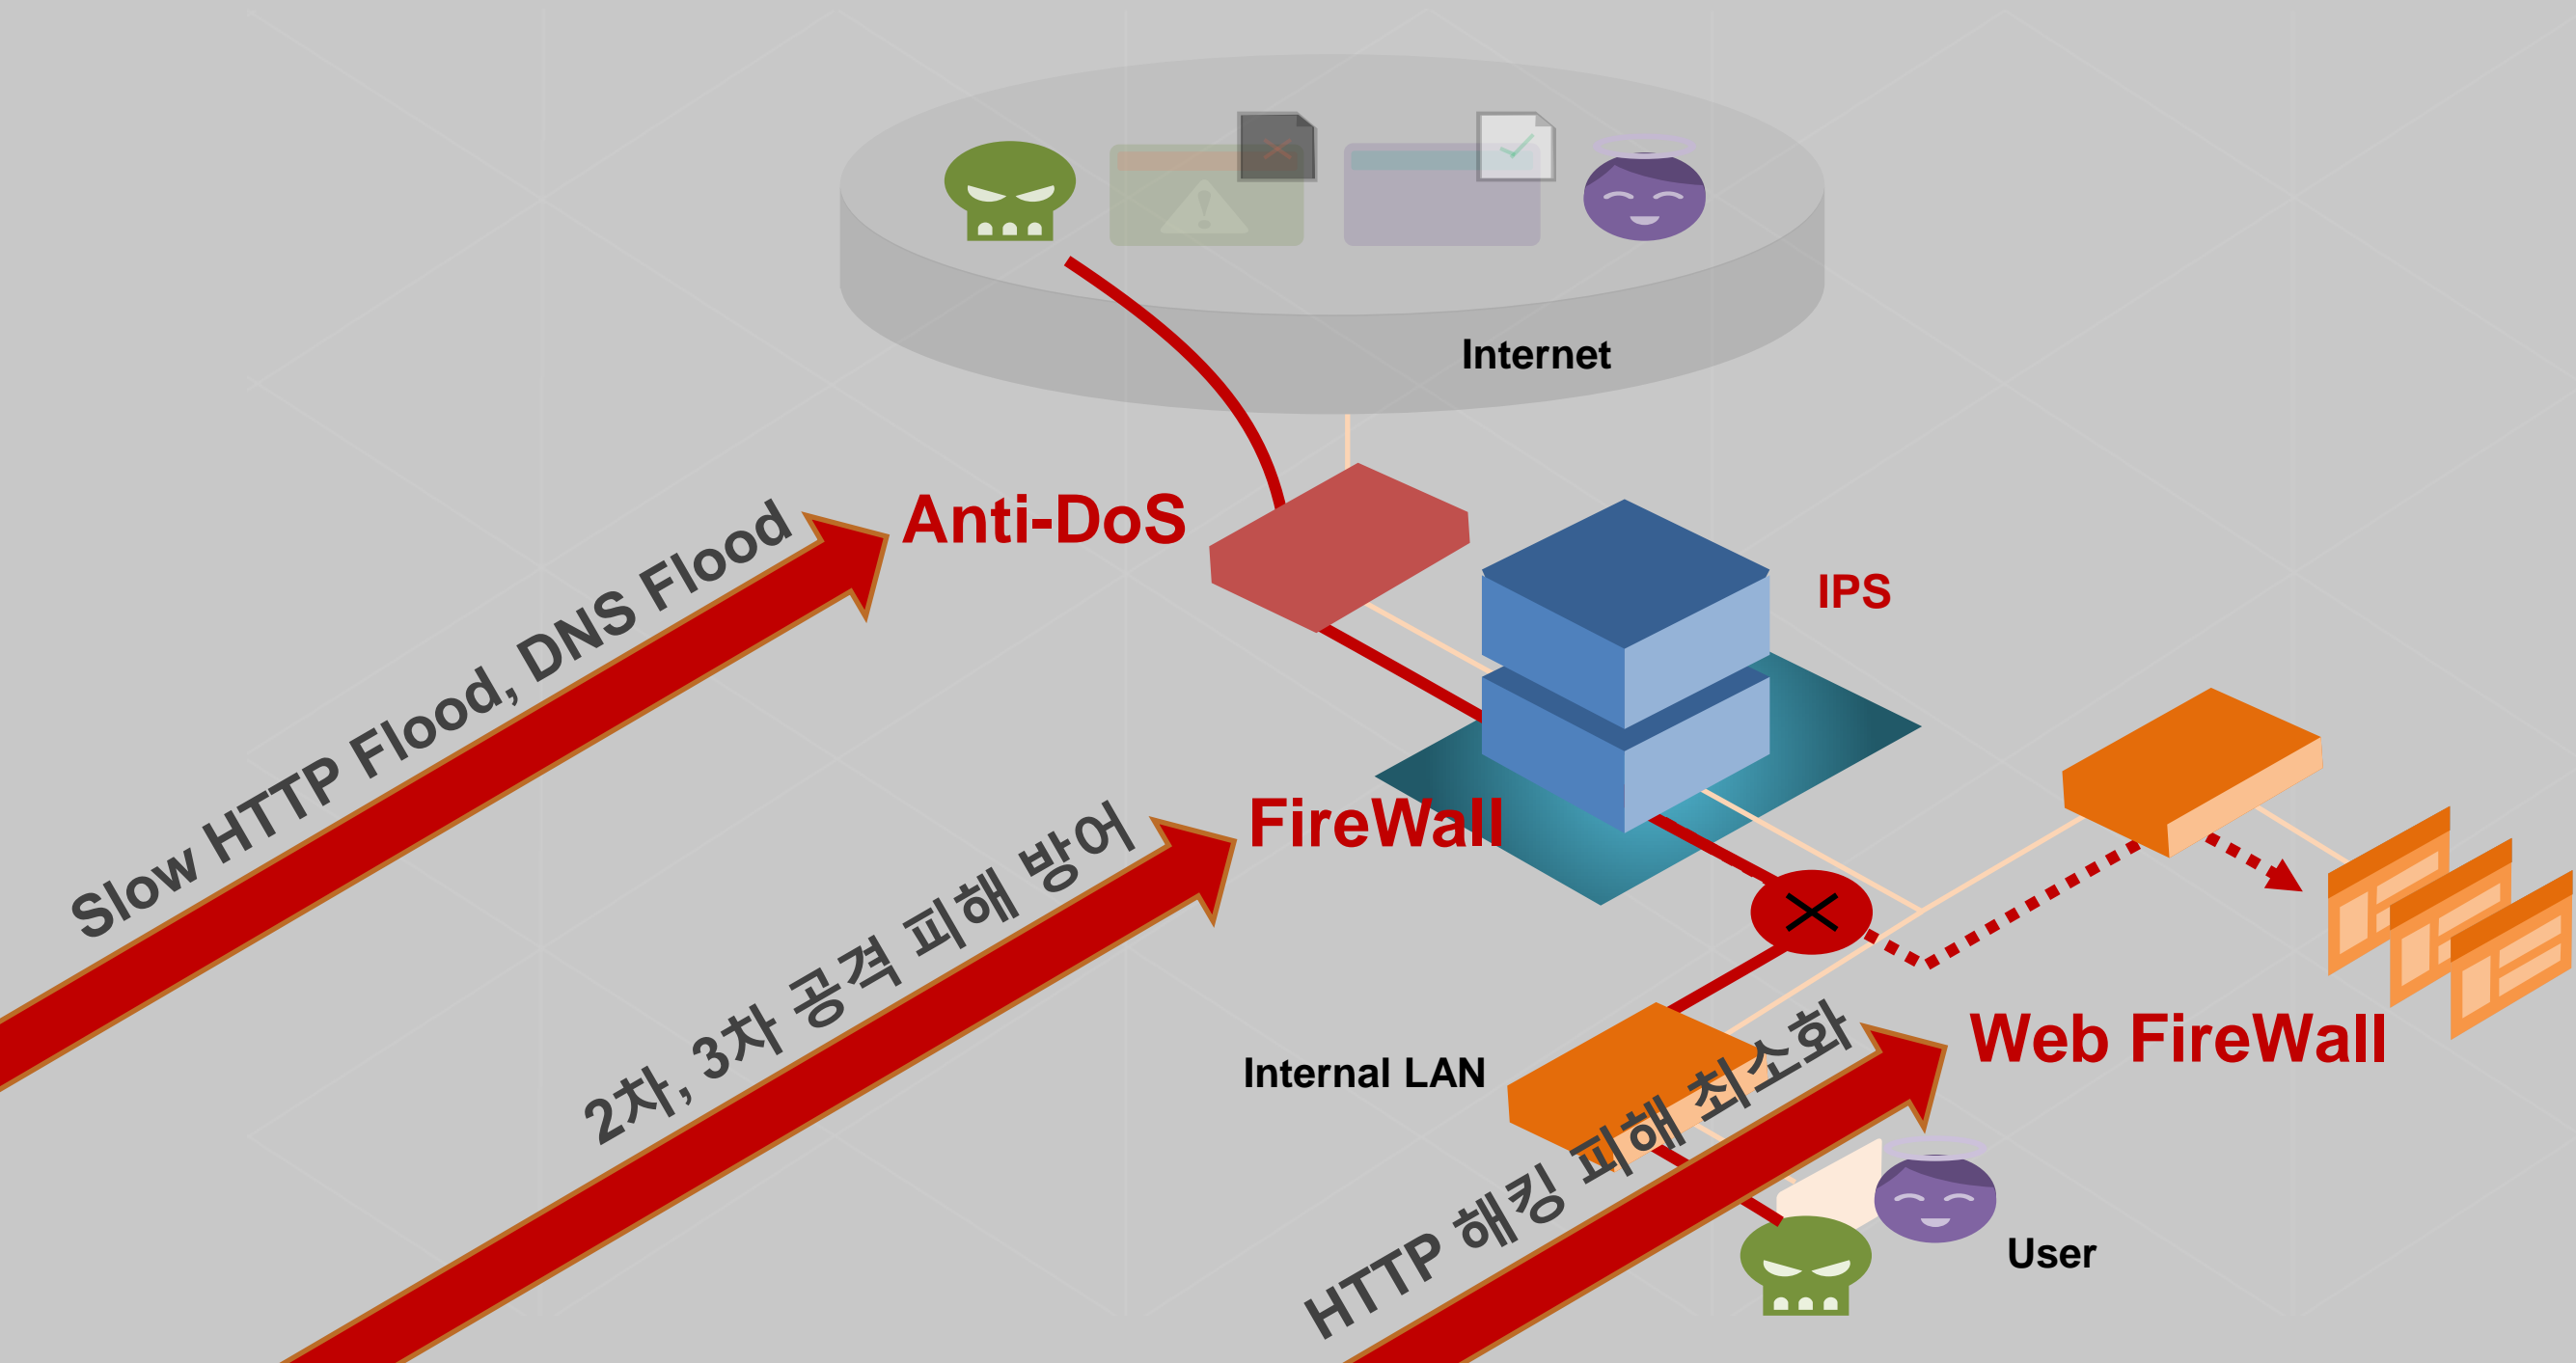 Internet
Anti-DoS
Slow HTTP Flood, DNS Flood
IPS
FireWall
2차, 3차 공격 피해 방어
Web FireWall
Internal LAN
HTTP 해킹 피해 최소화
User